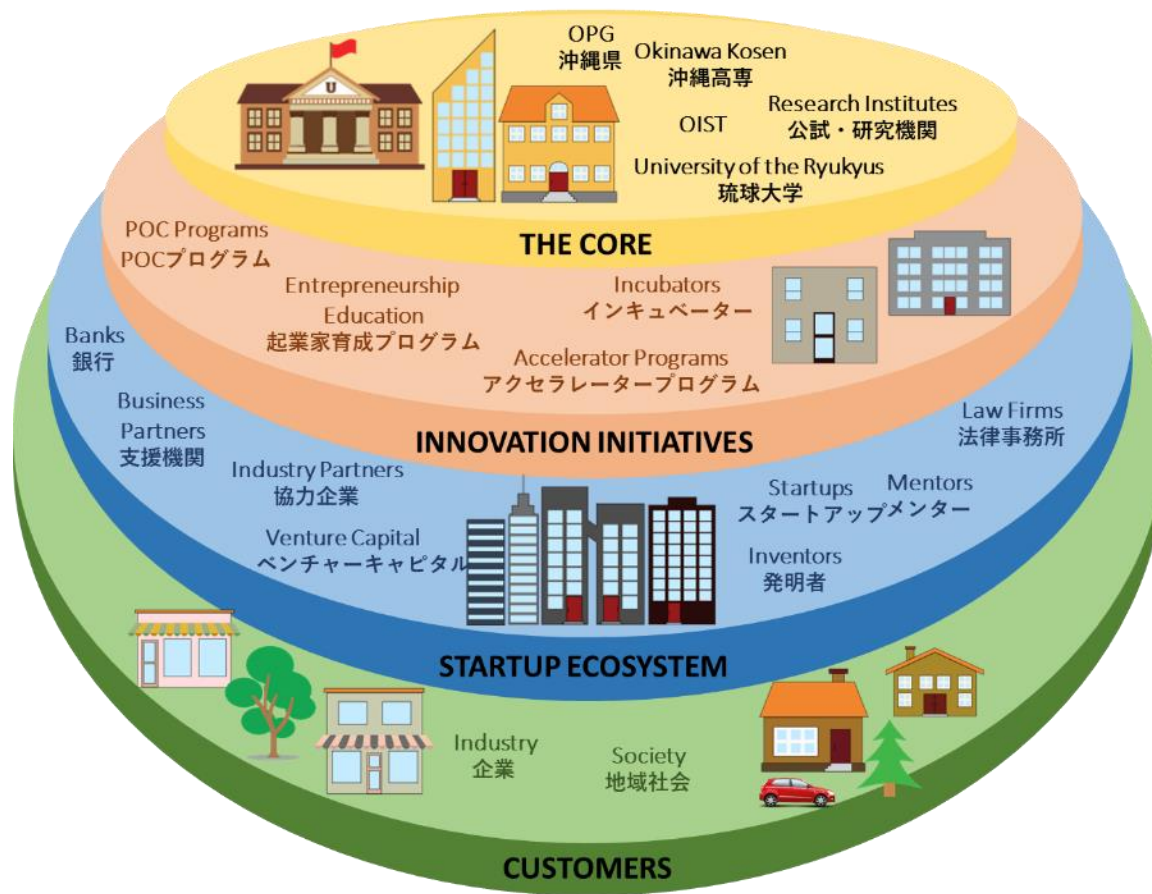 U
OPG
沖縄県
Okinawa Kosen
沖縄高専
OIST
Research Institutes
公試・研究機関
University of the Ryukyus
琉球大学
THE CORE
POC Programs
POCプログラム
Entrepreneurship
Education
起業家育成プログラム
Incubators
インキュベーター
Accelerator Programs
アクセラレータープログラム
INNOVATION INITIATIVES
Banks
銀行
Business
Partners
支援機関
Industry Partners
協力企業
Venture Capital
ベンチャーキャピタル
Startups
スタートアップ
Mentors
メンター
Law Firms
法律事務所
Inventors
発明者
STARTUP ECOSYSTEM
Industry
企業
Society
地域社会
CUSTOMERS